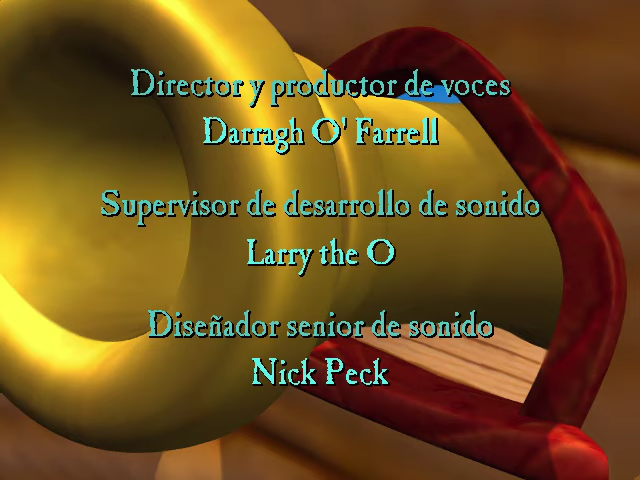 Director y productor de voces
Darragh O' Farrell
Supervisor de desarrollo de sonido
Larry the O
Diseñador senior de sonido
Nick Peck